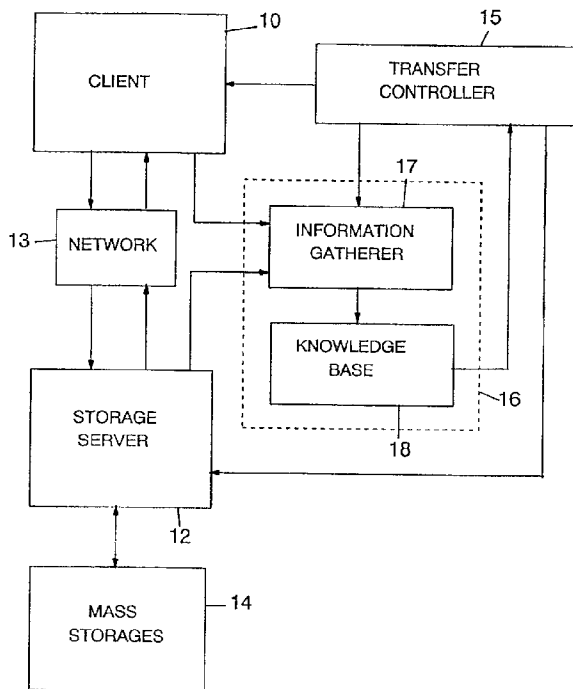 10
15
CLIENT
TRANSFER
CONTROLLER
17
13
NETWORK
INFORMATION
GATHERER
KNOWLEDGE
BASE
16
18
STORAGE
SERVER
12
14
MASS
STORAGES